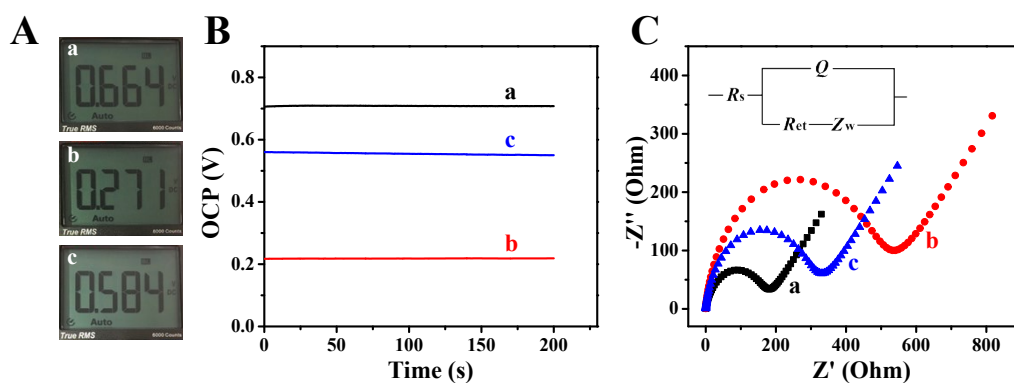 A
a
0.664
V
DC
Auto
True RMS
6000 Counts
b
0.271
Auto
True RMS
6000 Counts
c
0.584
V
DC
Auto
True RMS
6000 Counts
B
OCP (V)
0.8
0.6
0.4
0.2
0.0
a
c
b
0 50 100 150 200
Time (s)
C
-Z'' (Ohm)
400
300
200
100
0
Q
Rs
Ret Zw
a
c
b
0 200 400 600 800
Z' (Ohm)